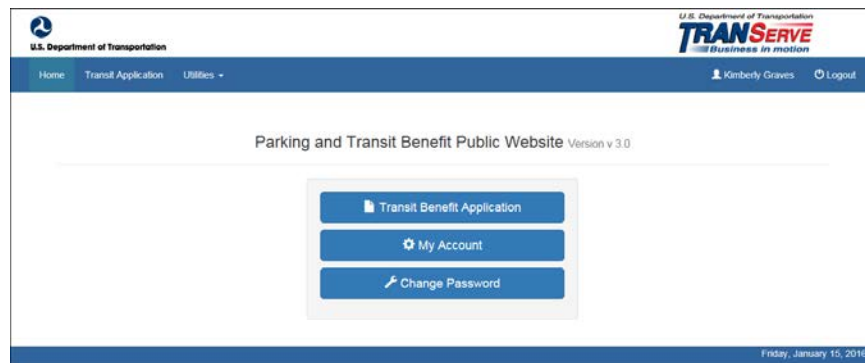 U.S. Department of Transportation
U.S. Department of Transportation
TRANSERVE
Business in motion
Home Transit Application Utilities Kimberly Graves Logout
Parking and Transit Benefit Public Website Version v 3.0
Transit Benefit Application
My Account
Change Password
Friday, January 15, 2016